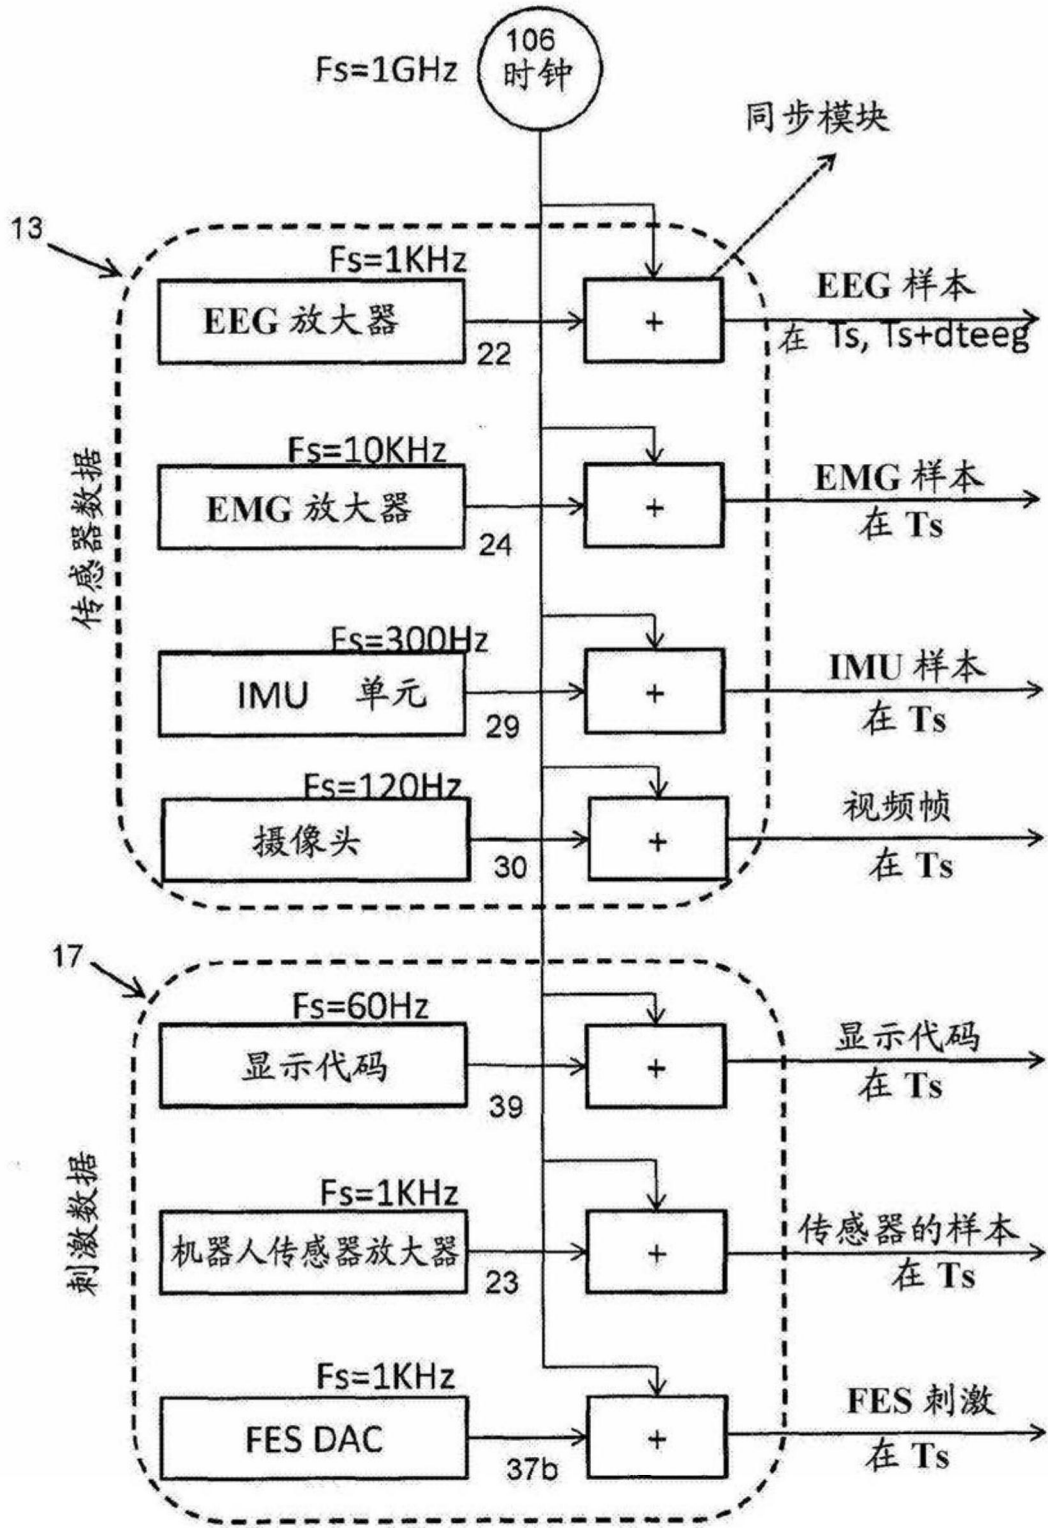 106
时钟
Fs=1GHz
同步模块
13
传感器数据
Fs=1KHz
EEG 放大器
22
+
EEG 样本
在 Ts, Ts+dteeg
Fs=10KHz
EMG 放大器
24
+
EMG 样本
在 Ts
Fs=300Hz
IMU 单元
29
+
IMU 样本
在 Ts
Fs=120Hz
摄像头
30
+
视频帧
在 Ts
17
刺激数据
Fs=60Hz
显示代码
39
+
显示代码
在 Ts
Fs=1KHz
机器人传感器放大器
23
+
传感器的样本
在 Ts
Fs=1KHz
FES DAC
37b
+
FES 刺激
在 Ts